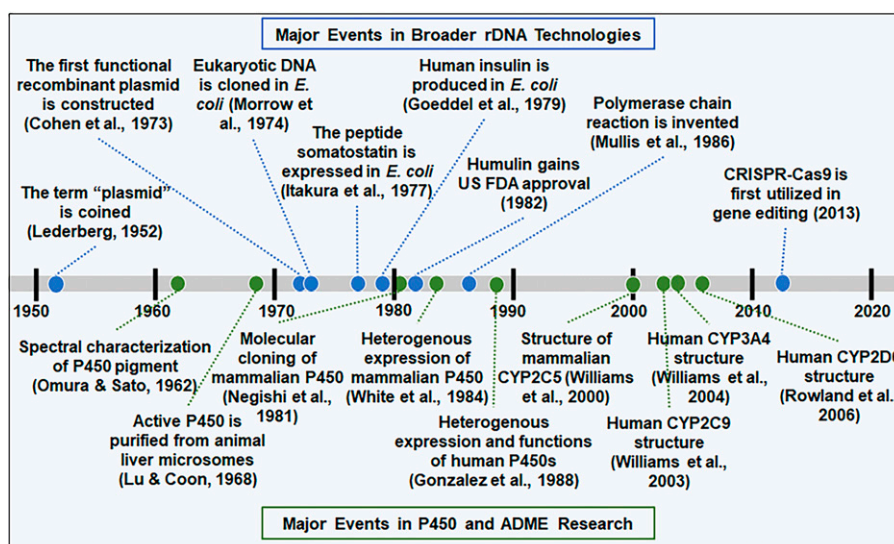 Major Events in Broader rDNA Technologies
The first functional
recombinant plasmid
is constructed
(Cohen et al., 1973)
Eukaryotic DNA
is cloned in E.
coli (Morrow et
al., 1974)
Human insulin is
produced in E. coli
(Goeddel et al., 1979)
The peptide
somatostatin is
expressed in E. coli
(Itakura et al., 1977)
Polymerase chain
reaction is invented
(Mullis et al., 1986)
Humulin gains
US FDA approval
(1982)
CRISPR-Cas9 is
first utilized in
gene editing (2013)
The term “plasmid”
is coined
(Lederberg, 1952)
1950
1960
1970
1980
1990
2000
2010
2020
Spectral characterization
of P450 pigment
(Omura & Sato, 1962)
Active P450 is
purified from animal
liver microsomes
(Lu & Coon, 1968)
Molecular
cloning of
mammalian P450
(Negishi et al.,
1981)
Heterogenous
expression of
mammalian P450
(White et al., 1984)
Heterogenous
expression and functions
of human P450s
(Gonzalez et al., 1988)
Structure of
mammalian
CYP2C5 (Williams
et al., 2000)
Human CYP2C9
structure
(Williams et al.,
2003)
Human CYP3A4
structure
(Williams et al.,
2004)
Human CYP2D6
structure
(Rowland et al.,
2006)
Major Events in P450 and ADME Research